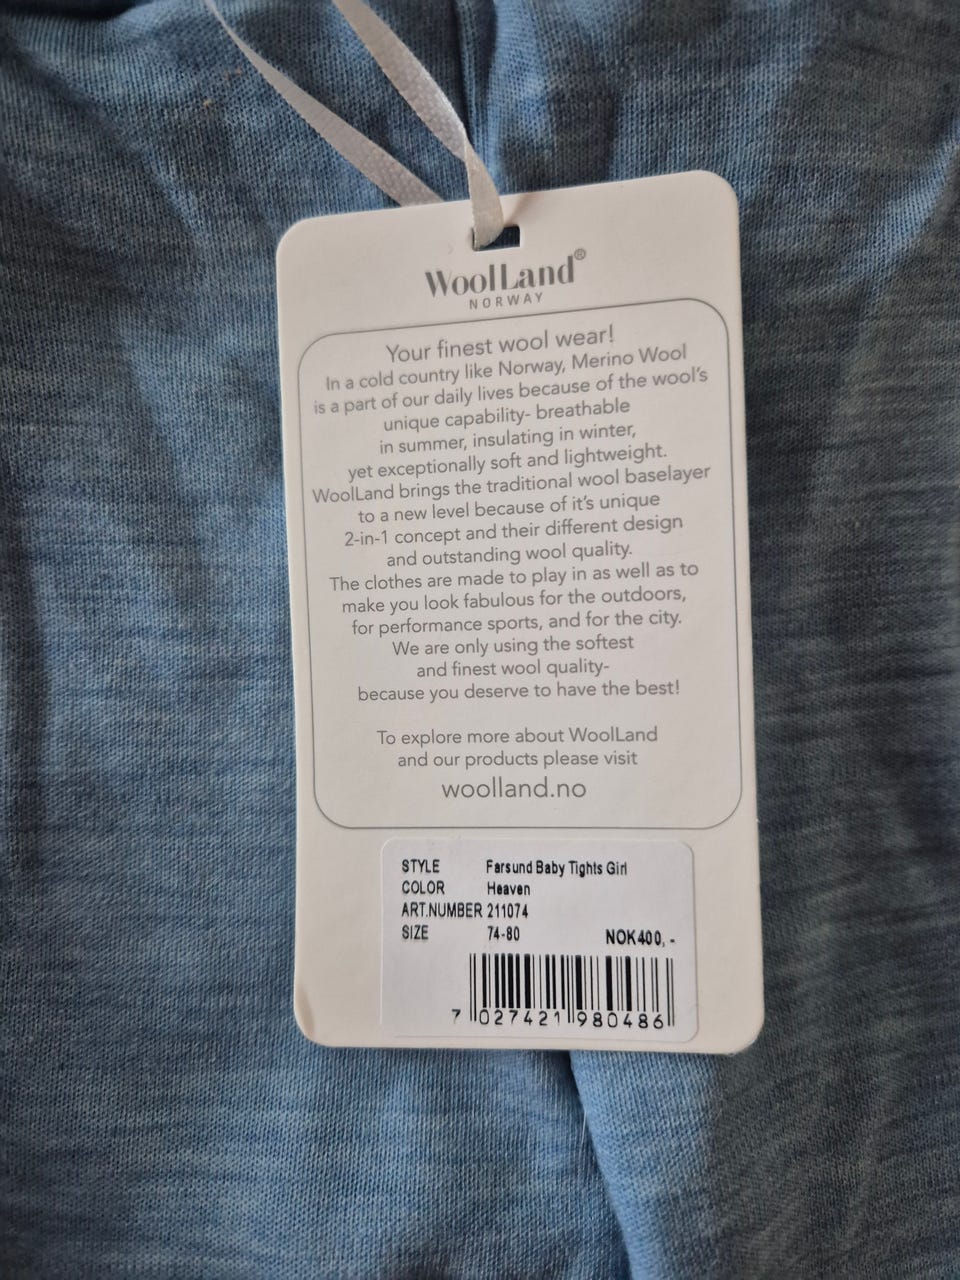 WoolLand®
NORWAY
Your finest wool wear!
In a cold country like Norway, Merino Wool
is a part of our daily lives because of the wool's
unique capability- breathable
in summer, insulating in winter,
yet exceptionally soft and lightweight.
WoolLand brings the traditional wool baselayer
to a new level because of it's unique
2-in-1 concept and their different design
and outstanding wool quality.
The clothes are made to play in as well as to
make you look fabulous for the outdoors,
for performance sports, and for the city.
We are only using the softest
and finest wool quality-
because you deserve to have the best!
To explore more about WoolLand
and our products please visit
woolland.no
STYLE Farsund Baby Tights Girl
COLOR Heaven
ART.NUMBER 211074
SIZE 74-80 NOK400,-
7 027421 980486